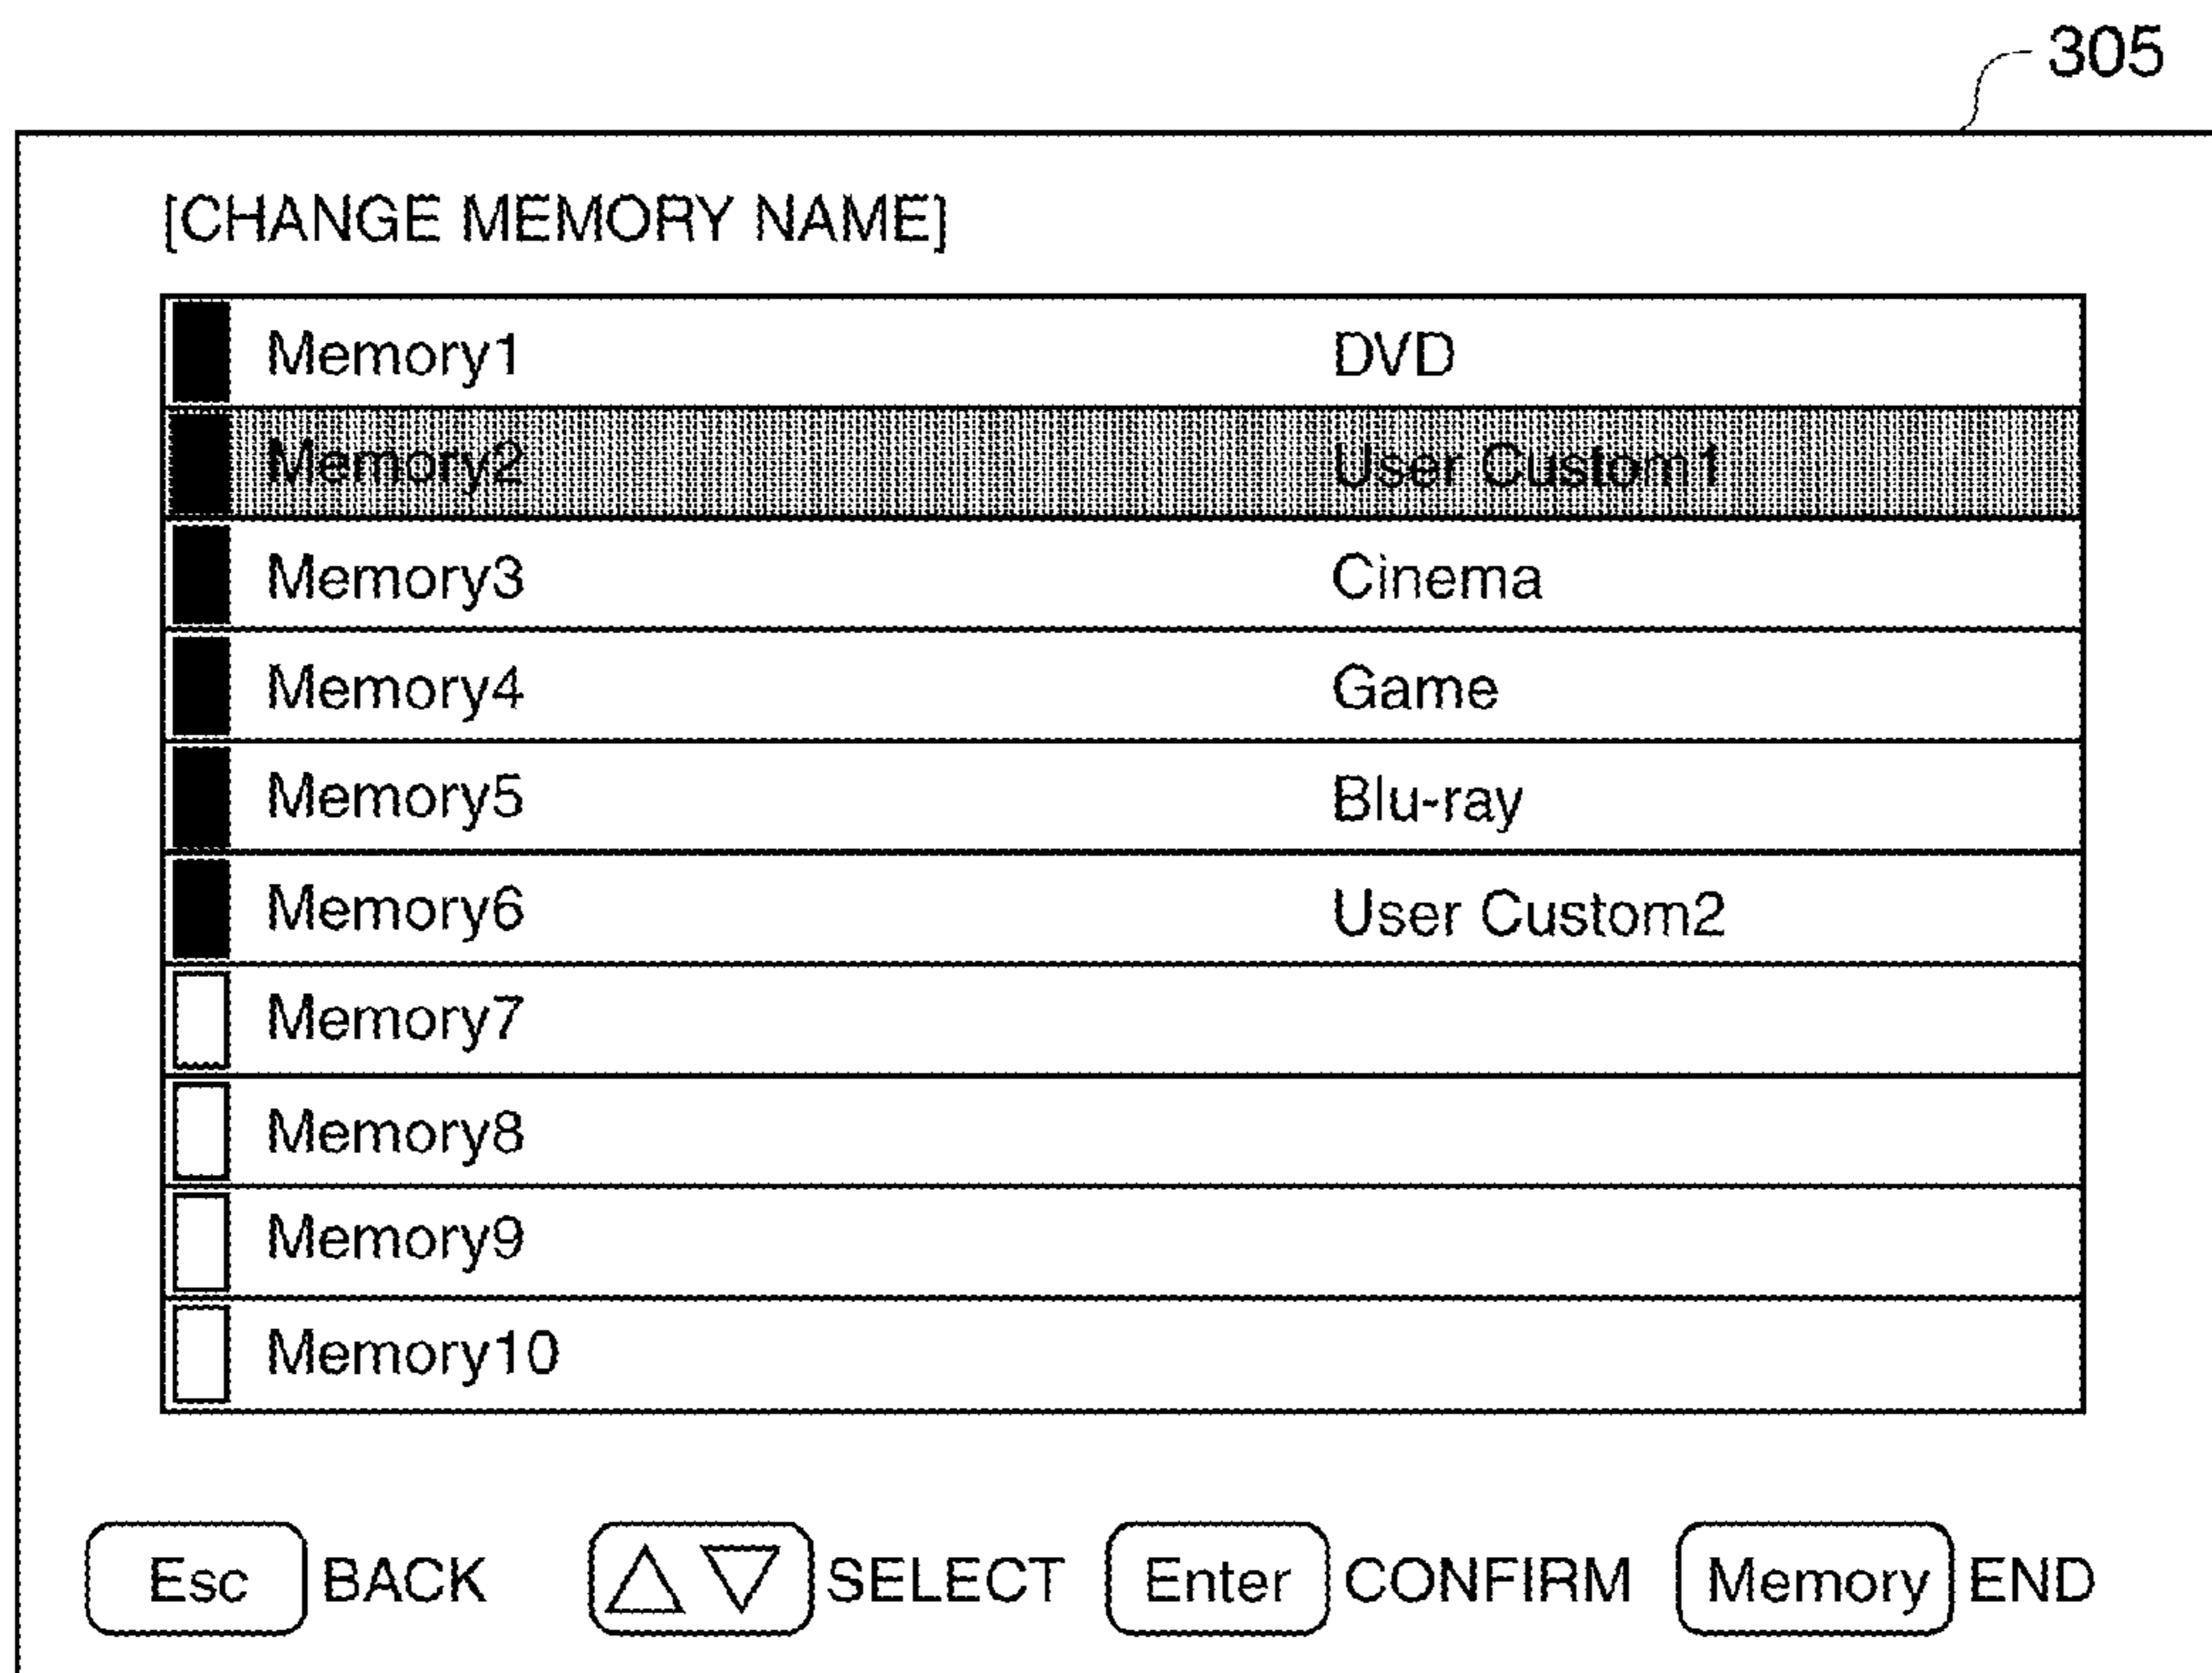 305
[CHANGE MEMORY NAME]
Memory1 DVD
Memory2 User Custom1
Memory3 Cinema
Memory4 Game
Memory5 Blu-ray
Memory6 User Custom2
Memory7
Memory8
Memory9
Memory10
Esc BACK △▽ SELECT Enter CONFIRM Memory END